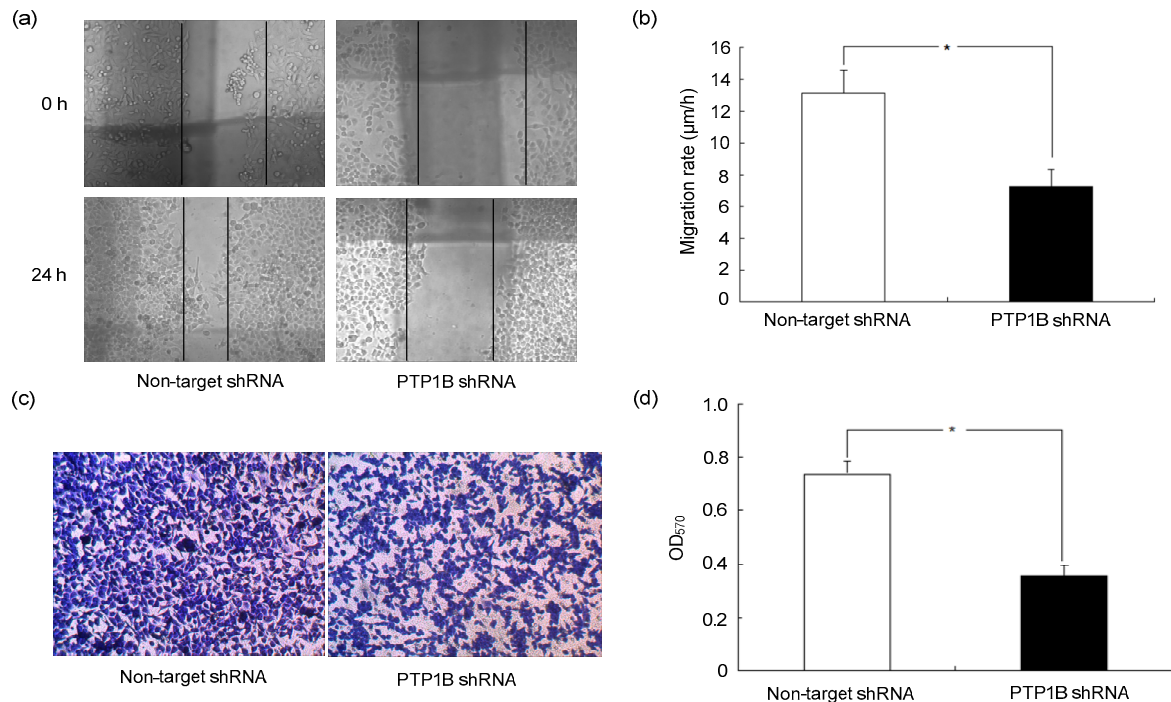 (a)
0 h
24 h
Non-target shRNA
PTP1B shRNA
(b)
Migration rate (μm/h)
16
14
12
10
8
6
4
2
0
*
Non-target shRNA
PTP1B shRNA
(c)
Non-target shRNA
PTP1B shRNA
(d)
OD570
1.0
0.8
0.6
0.4
0.2
0
*
Non-target shRNA
PTP1B shRNA